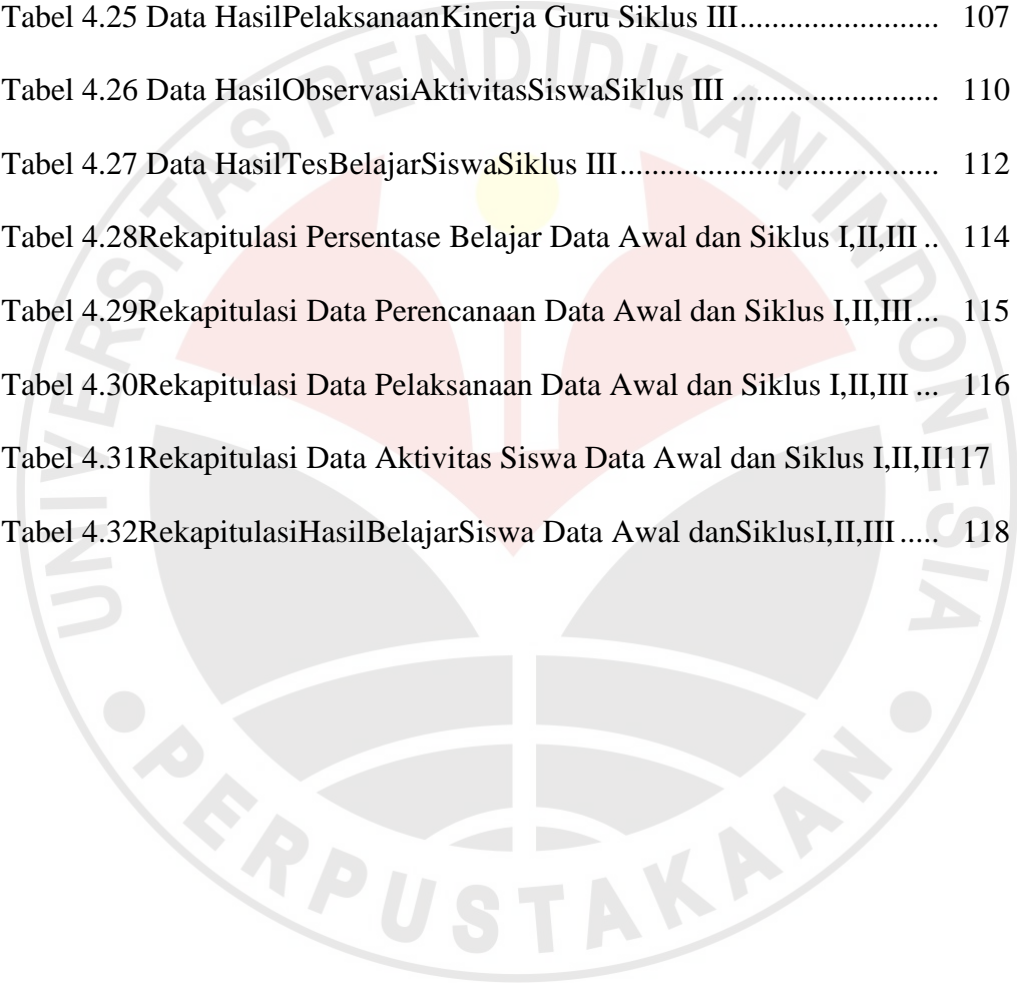 Tabel 4.25 Data HasilPelaksanaanKinerja Guru Siklus III...................... 107
Tabel 4.26 Data HasilObservasiAktivitasSiswaSiklus III ........................ 110
Tabel 4.27 Data HasilTesBelajarSiswaSiklus III.................................... 112
Tabel 4.28Rekapitulasi Persentase Belajar Data Awal dan Siklus I,II,III .. 114
Tabel 4.29Rekapitulasi Data Perencanaan Data Awal dan Siklus I,II,III... 115
Tabel 4.30Rekapitulasi Data Pelaksanaan Data Awal dan Siklus I,II,III ... 116
Tabel 4.31Rekapitulasi Data Aktivitas Siswa Data Awal dan Siklus I,II,II117
Tabel 4.32RekapitulasiHasilBelajarSiswa Data Awal danSiklusI,II,III ..... 118
UNIVERSITAS PENDIDIKAN INDONESIA
PERPUSTAKAAN